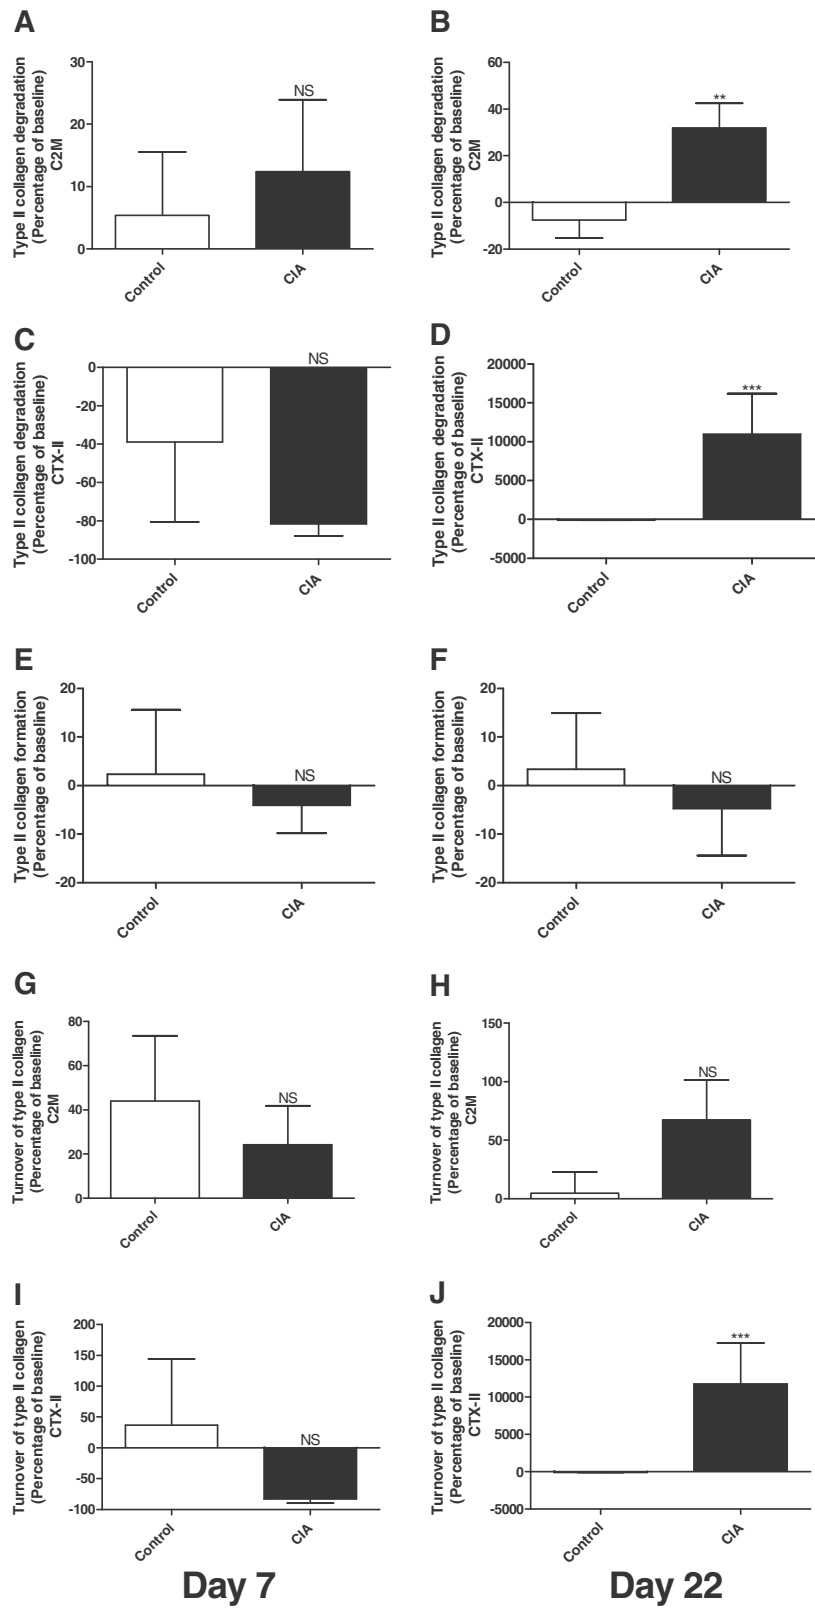 A
Type II collagen degradation
(Percentage of baseline)
C2M
30
20
10
0
NS
Control
CIA
B
Type II collagen degradation
(Percentage of baseline)
C2M
60
40
20
0
-20
**
Control
CIA
C
Type II collagen degradation
(Percentage of baseline)
CTX-II
0
-20
-40
-60
-80
-100
NS
Control
CIA
D
Type II collagen degradation
(Percentage of baseline)
CTX-II
20000
15000
10000
5000
0
-5000
***
Control
CIA
E
Type II collagen formation
(Percentage of baseline)
20
10
0
-10
-20
NS
Control
CIA
F
Type II collagen formation
(Percentage of baseline)
20
10
0
-10
-20
NS
Control
CIA
G
Turnover of type II collagen
(Percentage of baseline)
C2M
80
60
40
20
0
NS
Control
CIA
H
Turnover of type II collagen
(Percentage of baseline)
C2M
150
100
50
0
NS
Control
CIA
I
Turnover of type II collagen
(Percentage of baseline)
CTX-II
200
150
100
50
0
-50
-100
NS
Control
CIA
J
Turnover of type II collagen
(Percentage of baseline)
CTX-II
20000
15000
10000
5000
0
-5000
***
Control
CIA
Day 7
Day 22